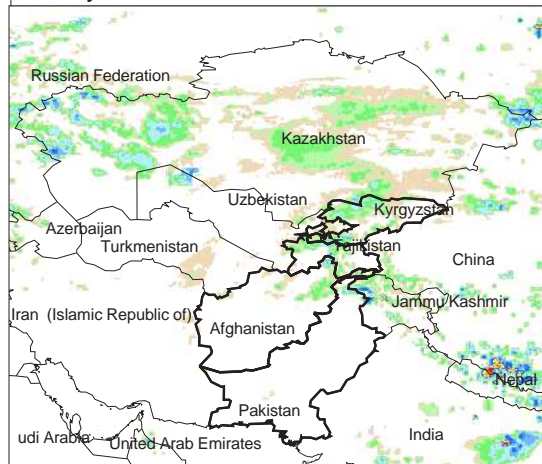 Russian Federation
Kazakhstan
Uzbekistan
Kyrgyzstan
Azerbaijan
Turkmenistan
Tajikistan
China
Iran (Islamic Republic of)
Jammu/Kashmir
Afghanistan
Nepal
Pakistan
udi Arabia
United Arab Emirates
India